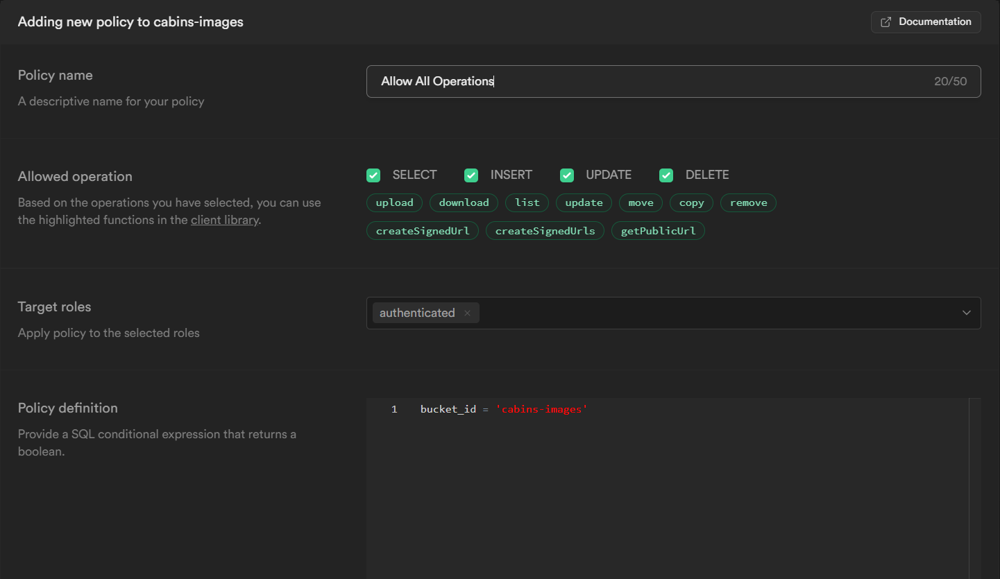 Adding new policy to cabins-images
Documentation
Policy name
A descriptive name for your policy
Allow All Operations
20/50
Allowed operation
Based on the operations you have selected, you can use
the highlighted functions in the client library.
SELECT INSERT UPDATE DELETE
upload download list update move copy remove
createSignedUrl createSignedUrls getPublicUrl
Target roles
Apply policy to the selected roles
authenticated
Policy definition
Provide a SQL conditional expression that returns a
boolean.
1 bucket_id = 'cabins-images'